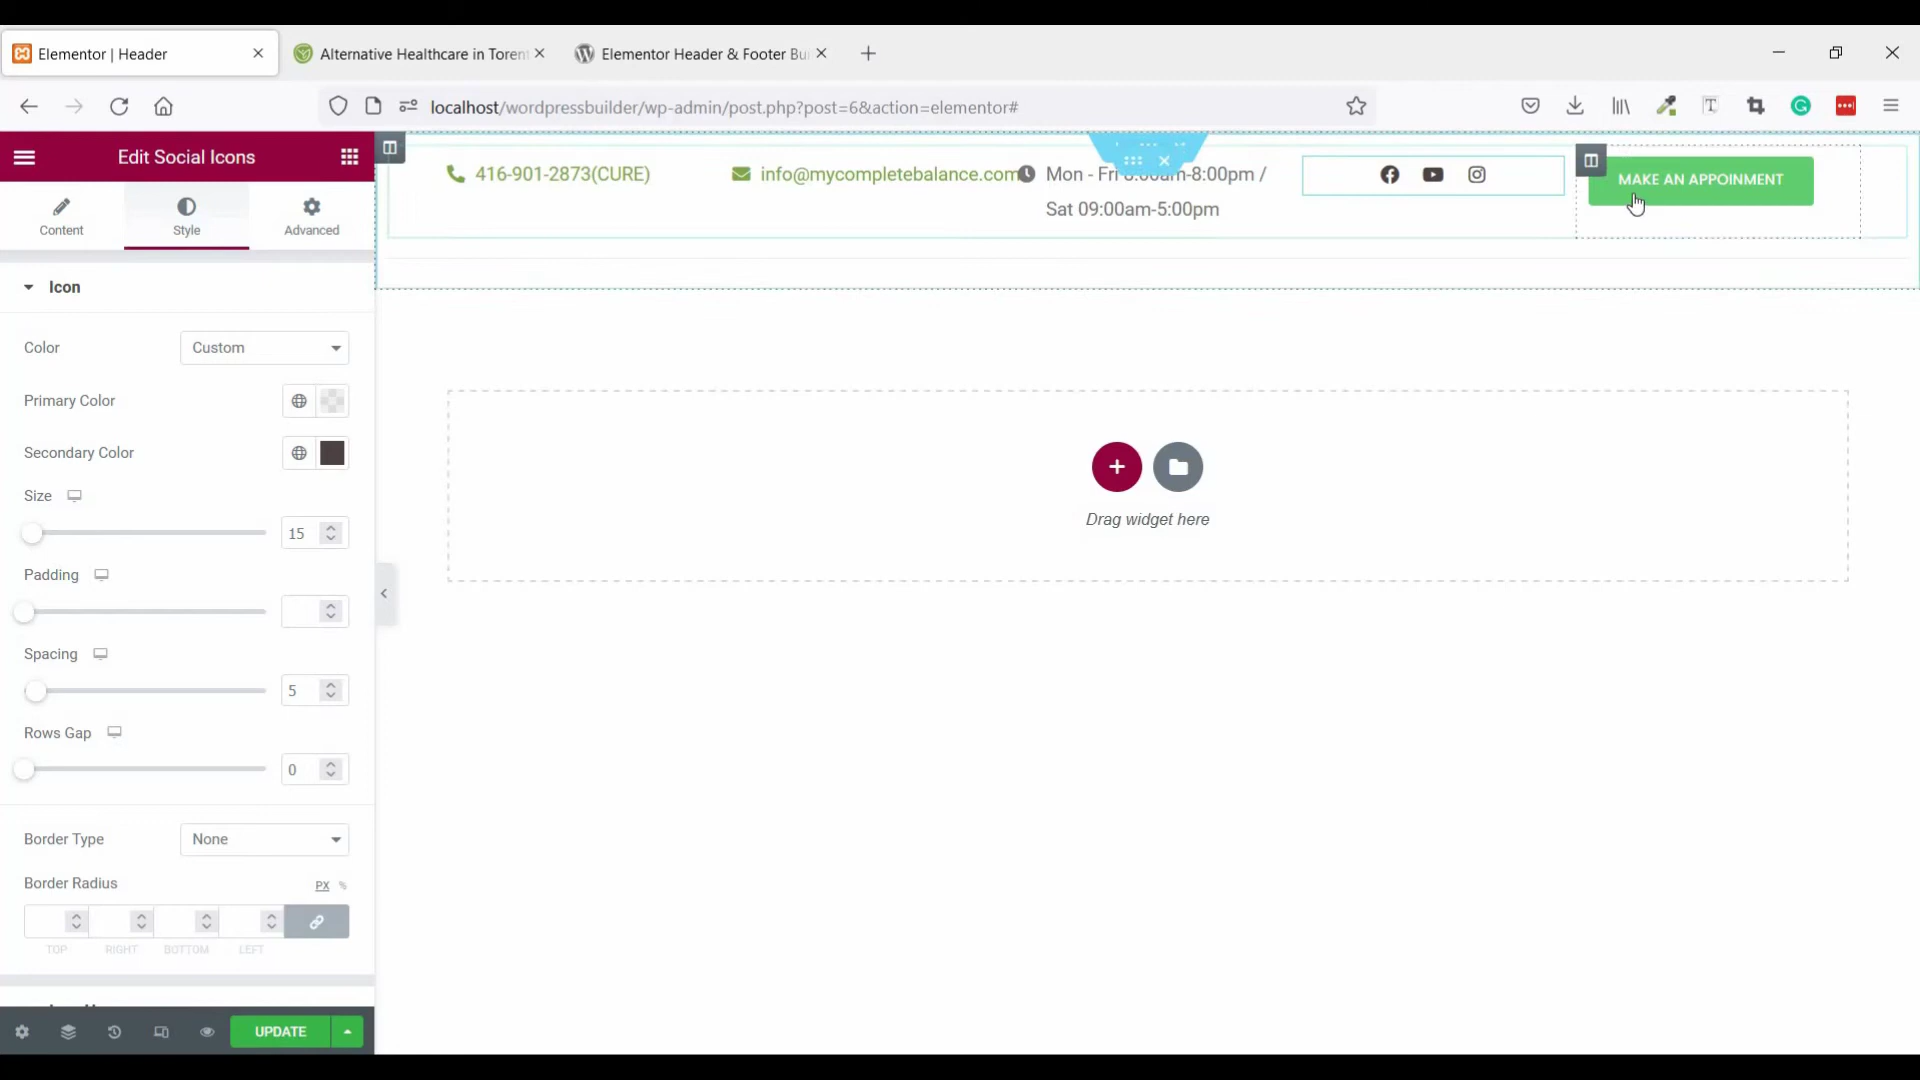 Elementor | Header
Alternative Healthcare in Toront
Elementor Header & Footer Bu
localhost/wordpressbuilder/wp-admin/post.php?post=6&action=elementor#
Edit Social Icons
Content
Style
Advanced
416-901-2873(CURE)
info@mycompletebalance.com
Mon - Fri 8:00am-8:00pm /
Sat 09:00am-5:00pm
MAKE AN APPOINMENT
Icon
Color
Custom
Primary Color
Secondary Color
Size
15
Padding
Spacing
5
Rows Gap
0
Border Type
None
Border Radius
PX %
TOP RIGHT BOTTOM LEFT
Drag widget here
UPDATE